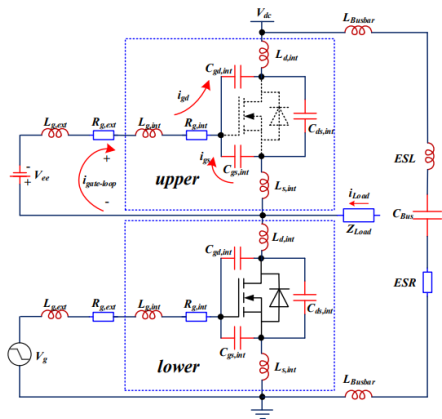 V_dc
L_Busbar
L_d,int
C_gd,int
i_gd
L_g,ext
R_g,ext
L_g,int
R_g,int
C_ds,int
ESL
+
i_gs
C_gs,int
-
+
V_ee
i_gate-loop
upper
L_s,int
-
i_Load
Z_Load
C_Bus
L_d,int
C_gd,int
ESR
L_g,ext
R_g,ext
L_g,int
R_g,int
C_ds,int
C_gs,int
V_g
lower
L_s,int
L_Busbar